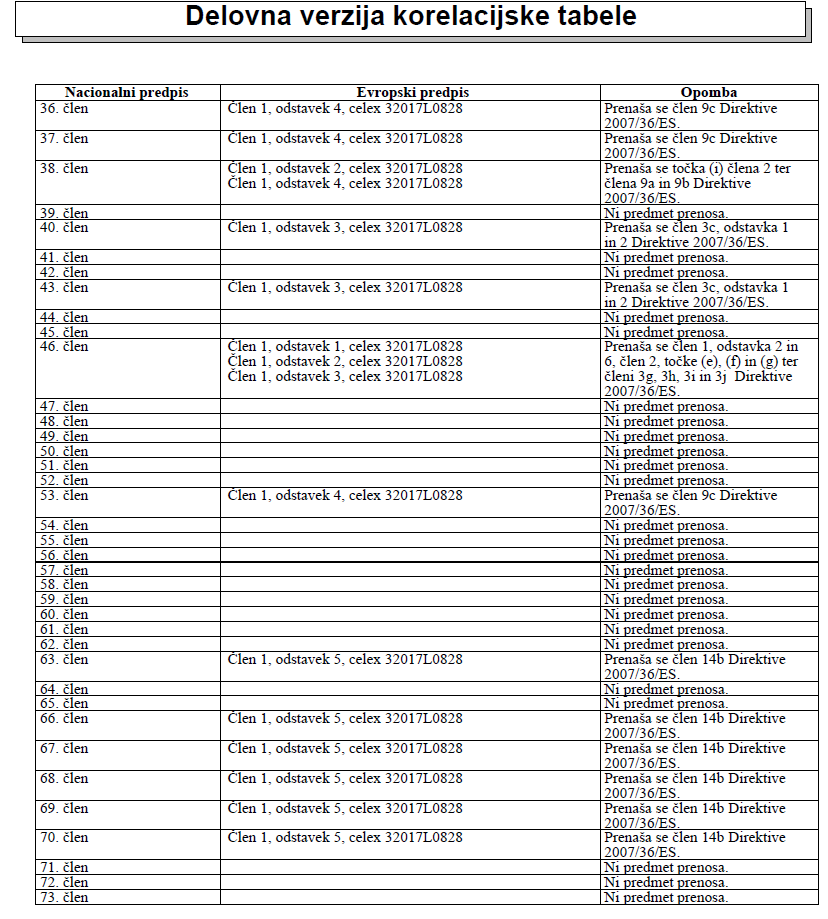 Delovna verzija korelacijske tabele
Nacionalni predpis Evropski predpis Opomba
36. člen Člen 1, odstavek 4, celex 32017L0828 Prenaša se člen 9c Direktive
2007/36/ES.
37. člen Člen 1, odstavek 4, celex 32017L0828 Prenaša se člen 9c Direktive
2007/36/ES.
38. člen Člen 1, odstavek 2, celex 32017L0828 Prenaša se točka (i) člena 2 ter
Člen 1, odstavek 4, celex 32017L0828 člena 9a in 9b Direktive
2007/36/ES.
39. člen Ni predmet prenosa.
40. člen Člen 1, odstavek 3, celex 32017L0828 Prenaša se člen 3c, odstavka 1
in 2 Direktive 2007/36/ES.
41. člen Ni predmet prenosa.
42. člen Ni predmet prenosa.
43. člen Člen 1, odstavek 3, celex 32017L0828 Prenaša se člen 3c, odstavka 1
in 2 Direktive 2007/36/ES.
44. člen Ni predmet prenosa.
45. člen Ni predmet prenosa.
46. člen Člen 1, odstavek 1, celex 32017L0828 Prenaša se člen 1, odstavka 2 in
Člen 1, odstavek 2, celex 32017L0828 6, člen 2, točke (e), (f) in (g) ter
Člen 1, odstavek 3, celex 32017L0828 členi 3g, 3h, 3i in 3j Direktive
2007/36/ES.
47. člen Ni predmet prenosa.
48. člen Ni predmet prenosa.
49. člen Ni predmet prenosa.
50. člen Ni predmet prenosa.
51. člen Ni predmet prenosa.
52. člen Ni predmet prenosa.
53. člen Člen 1, odstavek 4, celex 32017L0828 Prenaša se člen 9c Direktive
2007/36/ES.
54. člen Ni predmet prenosa.
55. člen Ni predmet prenosa.
56. člen Ni predmet prenosa.
57. člen Ni predmet prenosa.
58. člen Ni predmet prenosa.
59. člen Ni predmet prenosa.
60. člen Ni predmet prenosa.
61. člen Ni predmet prenosa.
62. člen Ni predmet prenosa.
63. člen Člen 1, odstavek 5, celex 32017L0828 Prenaša se člen 14b Direktive
2007/36/ES.
64. člen Ni predmet prenosa.
65. člen Ni predmet prenosa.
66. člen Člen 1, odstavek 5, celex 32017L0828 Prenaša se člen 14b Direktive
2007/36/ES.
67. člen Člen 1, odstavek 5, celex 32017L0828 Prenaša se člen 14b Direktive
2007/36/ES.
68. člen Člen 1, odstavek 5, celex 32017L0828 Prenaša se člen 14b Direktive
2007/36/ES.
69. člen Člen 1, odstavek 5, celex 32017L0828 Prenaša se člen 14b Direktive
2007/36/ES.
70. člen Člen 1, odstavek 5, celex 32017L0828 Prenaša se člen 14b Direktive
2007/36/ES.
71. člen Ni predmet prenosa.
72. člen Ni predmet prenosa.
73. člen Ni predmet prenosa.